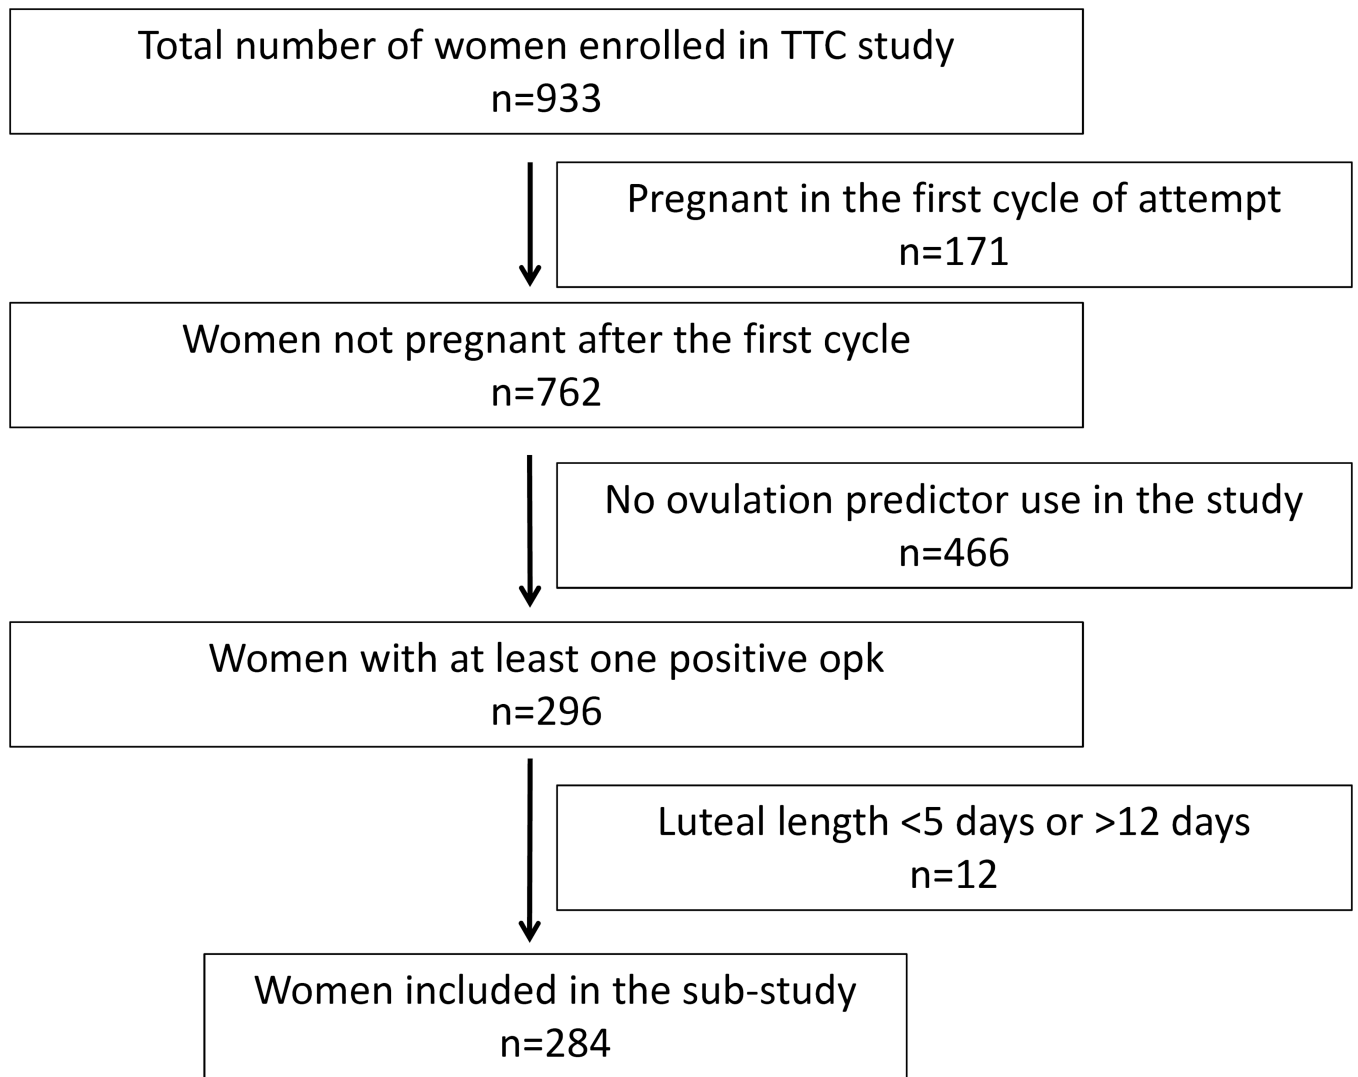 Total number of women enrolled in TTC study
n=933
Pregnant in the first cycle of attempt
n=171
Women not pregnant after the first cycle
n=762
No ovulation predictor use in the study
n=466
Women with at least one positive opk
n=296
Luteal length <5 days or >12 days
n=12
Women included in the sub-study
n=284